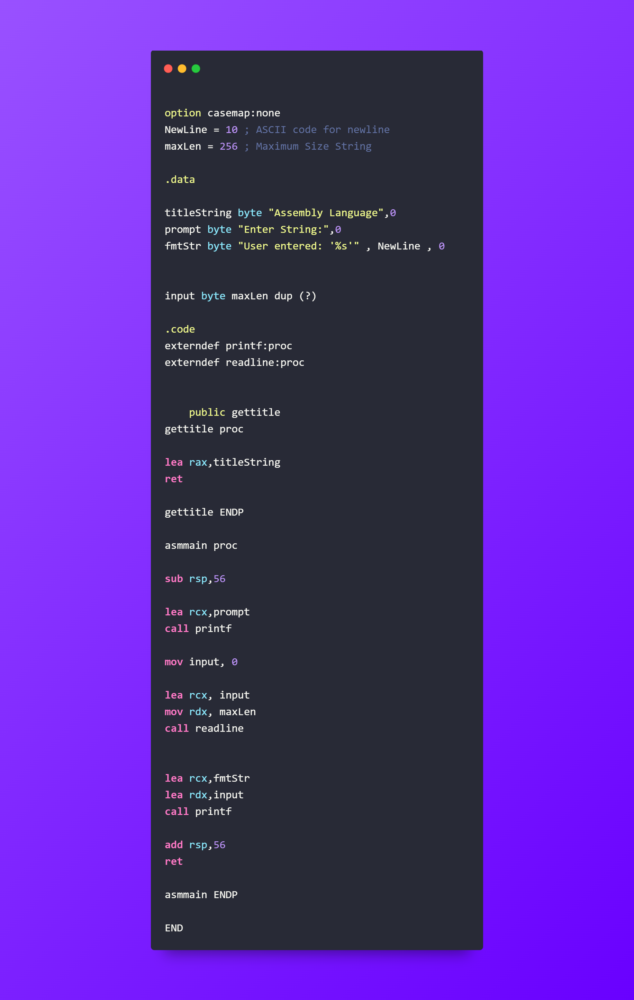 option casemap:none
NewLine = 10 ; ASCII code for newline
maxLen = 256 ; Maximum Size String
.data
titleString byte "Assembly Language",0
prompt byte "Enter String:",0
fmtStr byte "User entered: '%s'" , NewLine , 0
input byte maxLen dup (?)
.code
externdef printf:proc
externdef readline:proc
    public gettitle
gettitle proc
lea rax,titleString
ret
gettitle ENDP
asmmain proc
sub rsp,56
lea rcx,prompt
call printf
mov input, 0
lea rcx, input
mov rdx, maxLen
call readline
lea rcx,fmtStr
lea rdx,input
call printf
add rsp,56
ret
asmmain ENDP
END